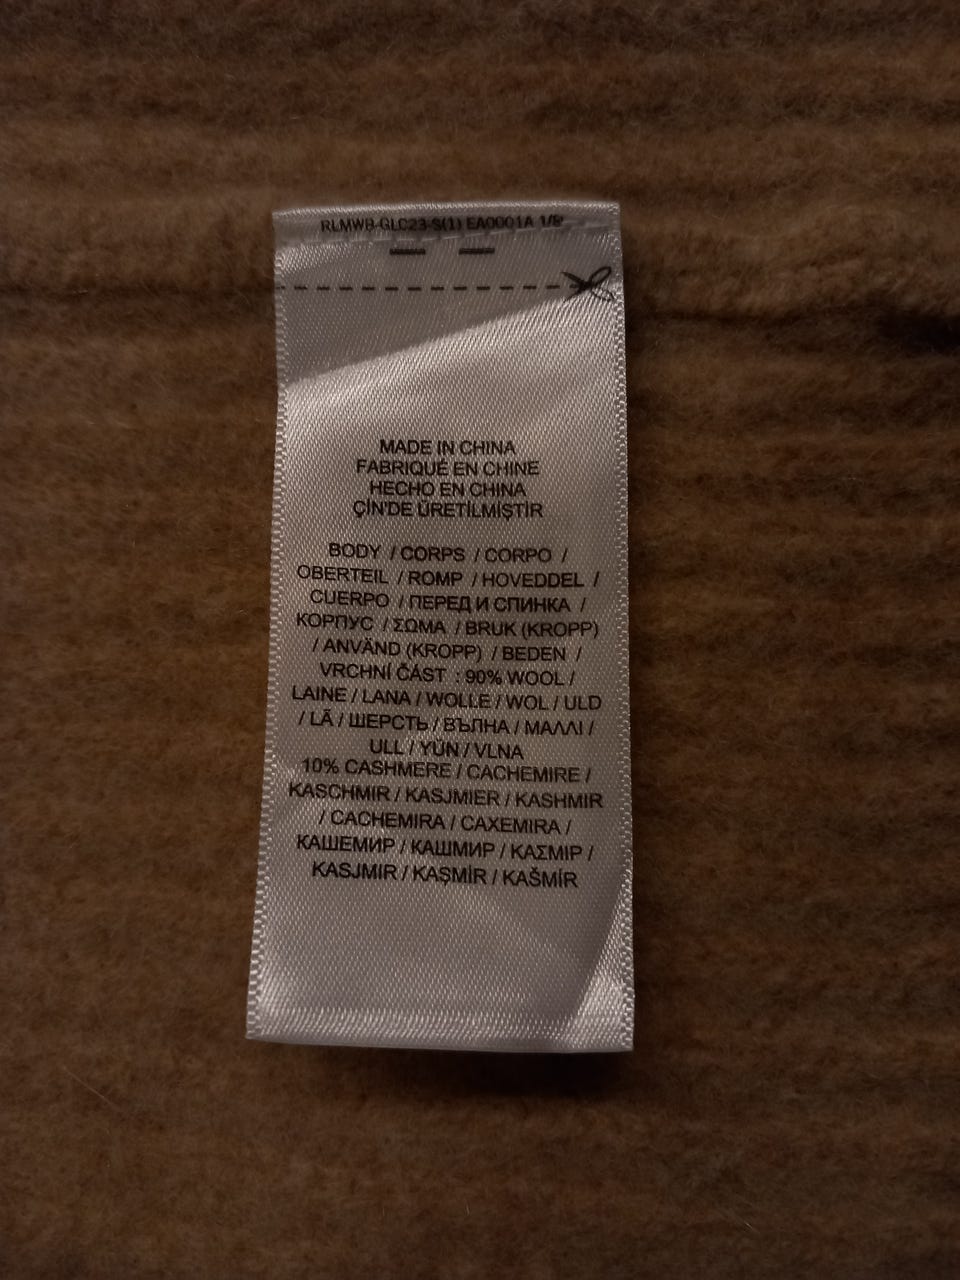 RLMWB-GLC23-S(1) EA0001A 1/8
MADE IN CHINA
FABRIQUÉ EN CHINE
HECHO EN CHINA
ÇİN'DE ÜRETİLMİŞTİR
BODY / CORPS / CORPO /
OBERTEIL / ROMP / HOVEDDEL /
CUERPO / ПЕРЕД И СПИНКА /
КОРПУС / ΣΩΜΑ / BRUK (KROPP)
/ ANVÄND (KROPP) / BEDEN /
VRCHNÍ ČÁST : 90% WOOL /
LAINE / LANA / WOLLE / WOL / ULD
/ LÃ / ШЕРСТЬ / ВЪЛНА / ΜΑΛΛΙ /
ULL / YÜN / VLNA
10% CASHMERE / CACHEMIRE /
KASCHMIR / KASJMIER / KASHMIR
/ CACHEMIRA / CAXEMIRA /
КАШЕМИР / КАШМИР / ΚΑΣΜΙΡ /
KASJMIR / KAŞMİR / KAŠMÍR